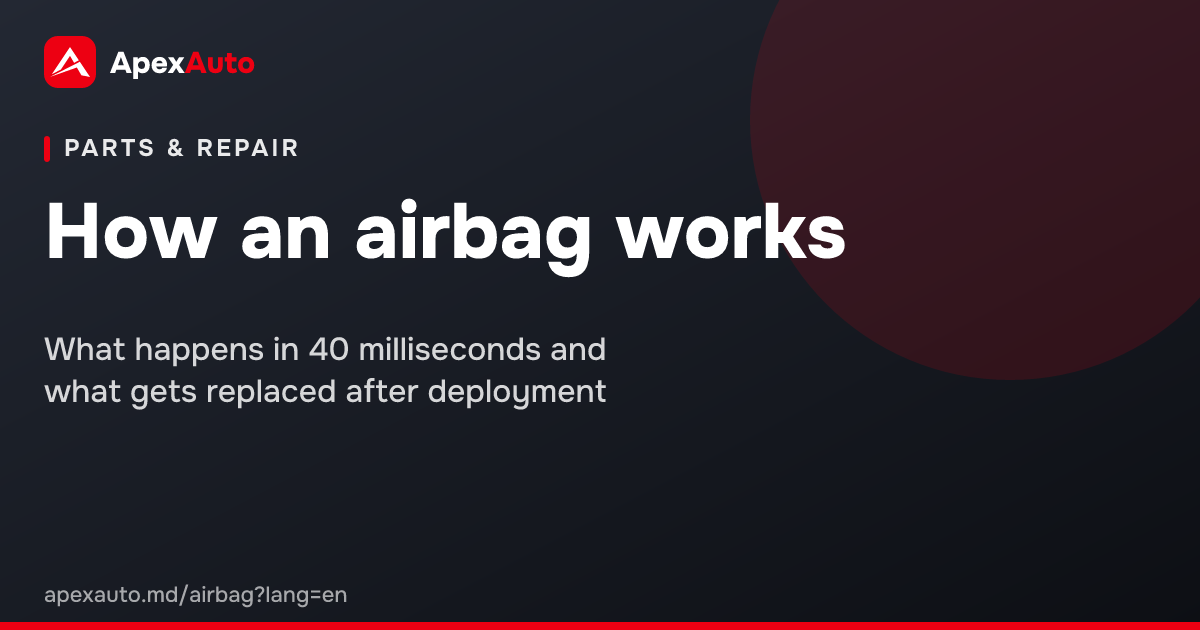 ApexAuto
PARTS & REPAIR
How an airbag works
What happens in 40 milliseconds and
what gets replaced after deployment
apexauto.md/airbag?lang=en